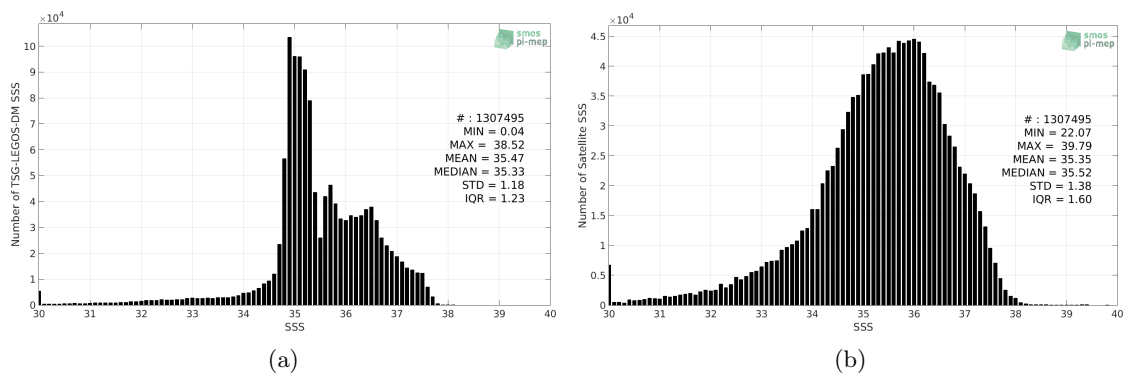 ×10⁴
10
9
8
7
6
5
4
3
2
1
0
Number of TSG-LEGOS-DM SSS
30 31 32 33 34 35 36 37 38 39 40
SSS
smos
pi-mep
# : 1307495
MIN = 0.04
MAX = 38.52
MEAN = 35.47
MEDIAN = 35.33
STD = 1.18
IQR = 1.23
(a)
×10⁴
4.5
4
3.5
3
2.5
2
1.5
1
0.5
0
Number of Satellite SSS
30 31 32 33 34 35 36 37 38 39 40
SSS
smos
pi-mep
# : 1307495
MIN = 22.07
MAX = 39.79
MEAN = 35.35
MEDIAN = 35.52
STD = 1.38
IQR = 1.60
(b)